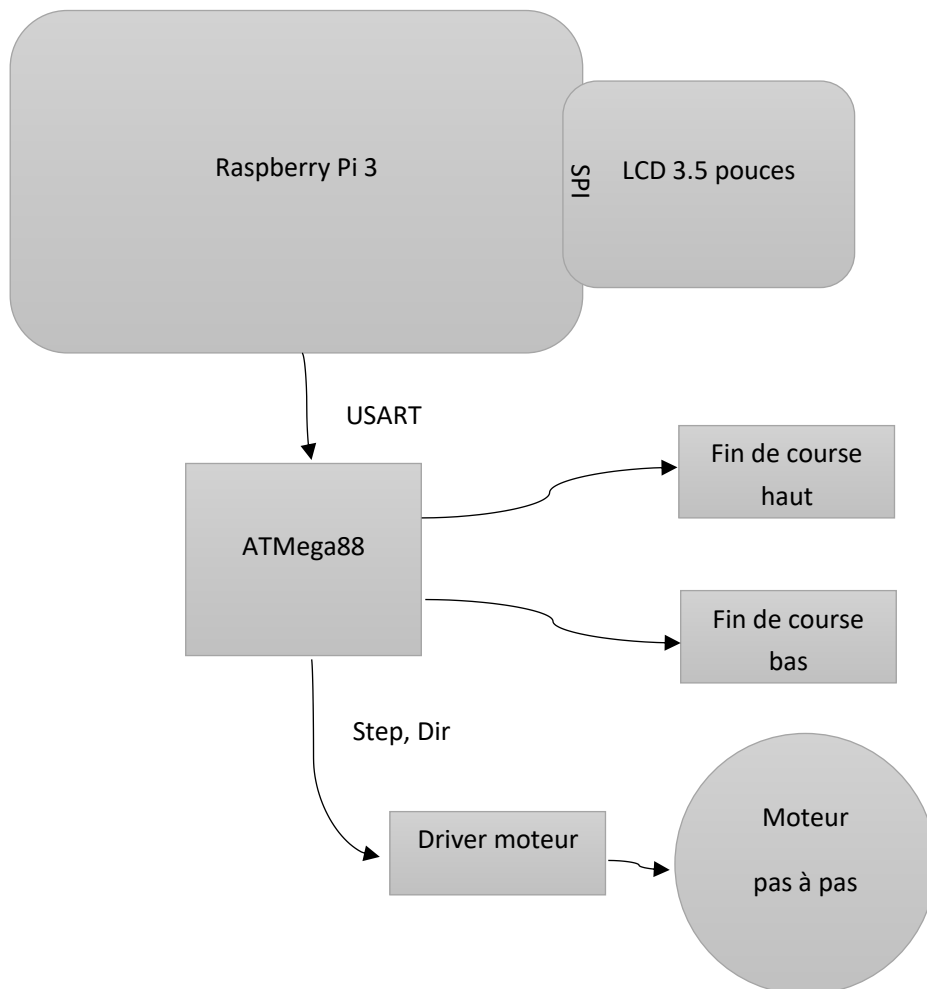 Raspberry Pi 3
SPI
LCD 3.5 pouces
USART
Fin de course
haut
ATMega88
Fin de course
bas
Step, Dir
Driver moteur
Moteur
pas à pas